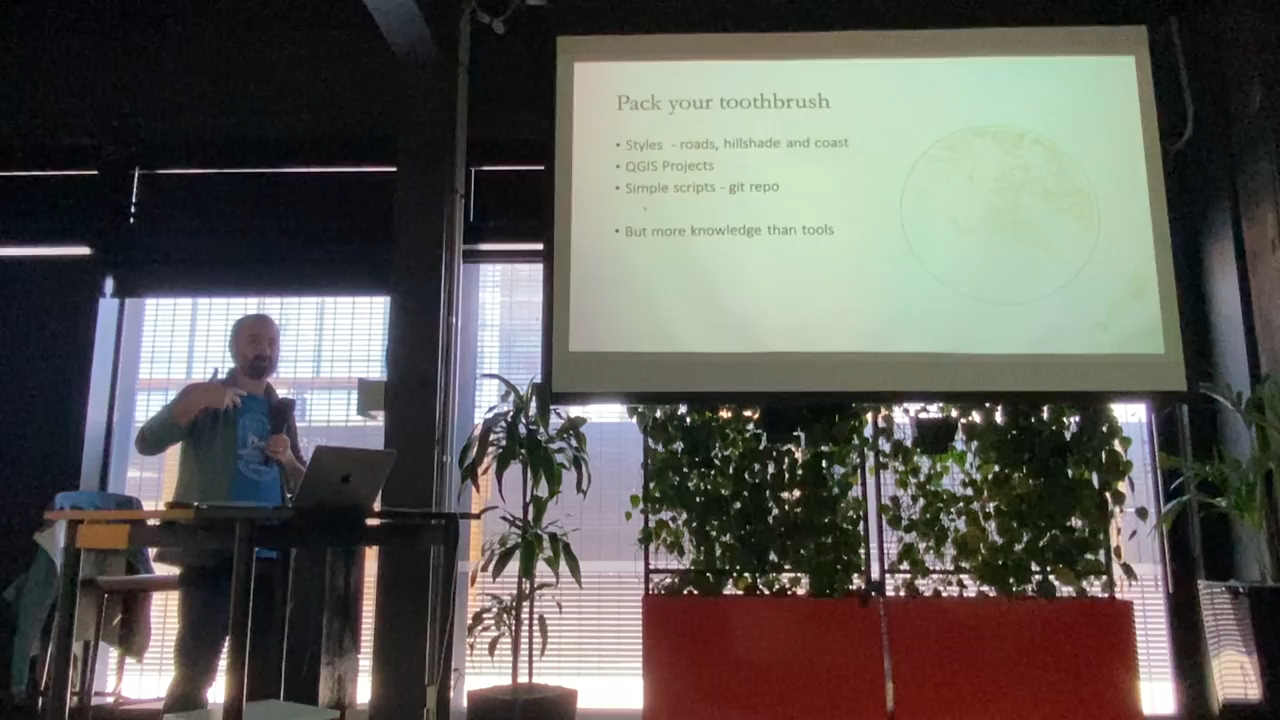 Pack your toothbrush
• Styles - roads, hillshade and coast
• QGIS Projects
• Simple scripts - git repo
• But more knowledge than tools